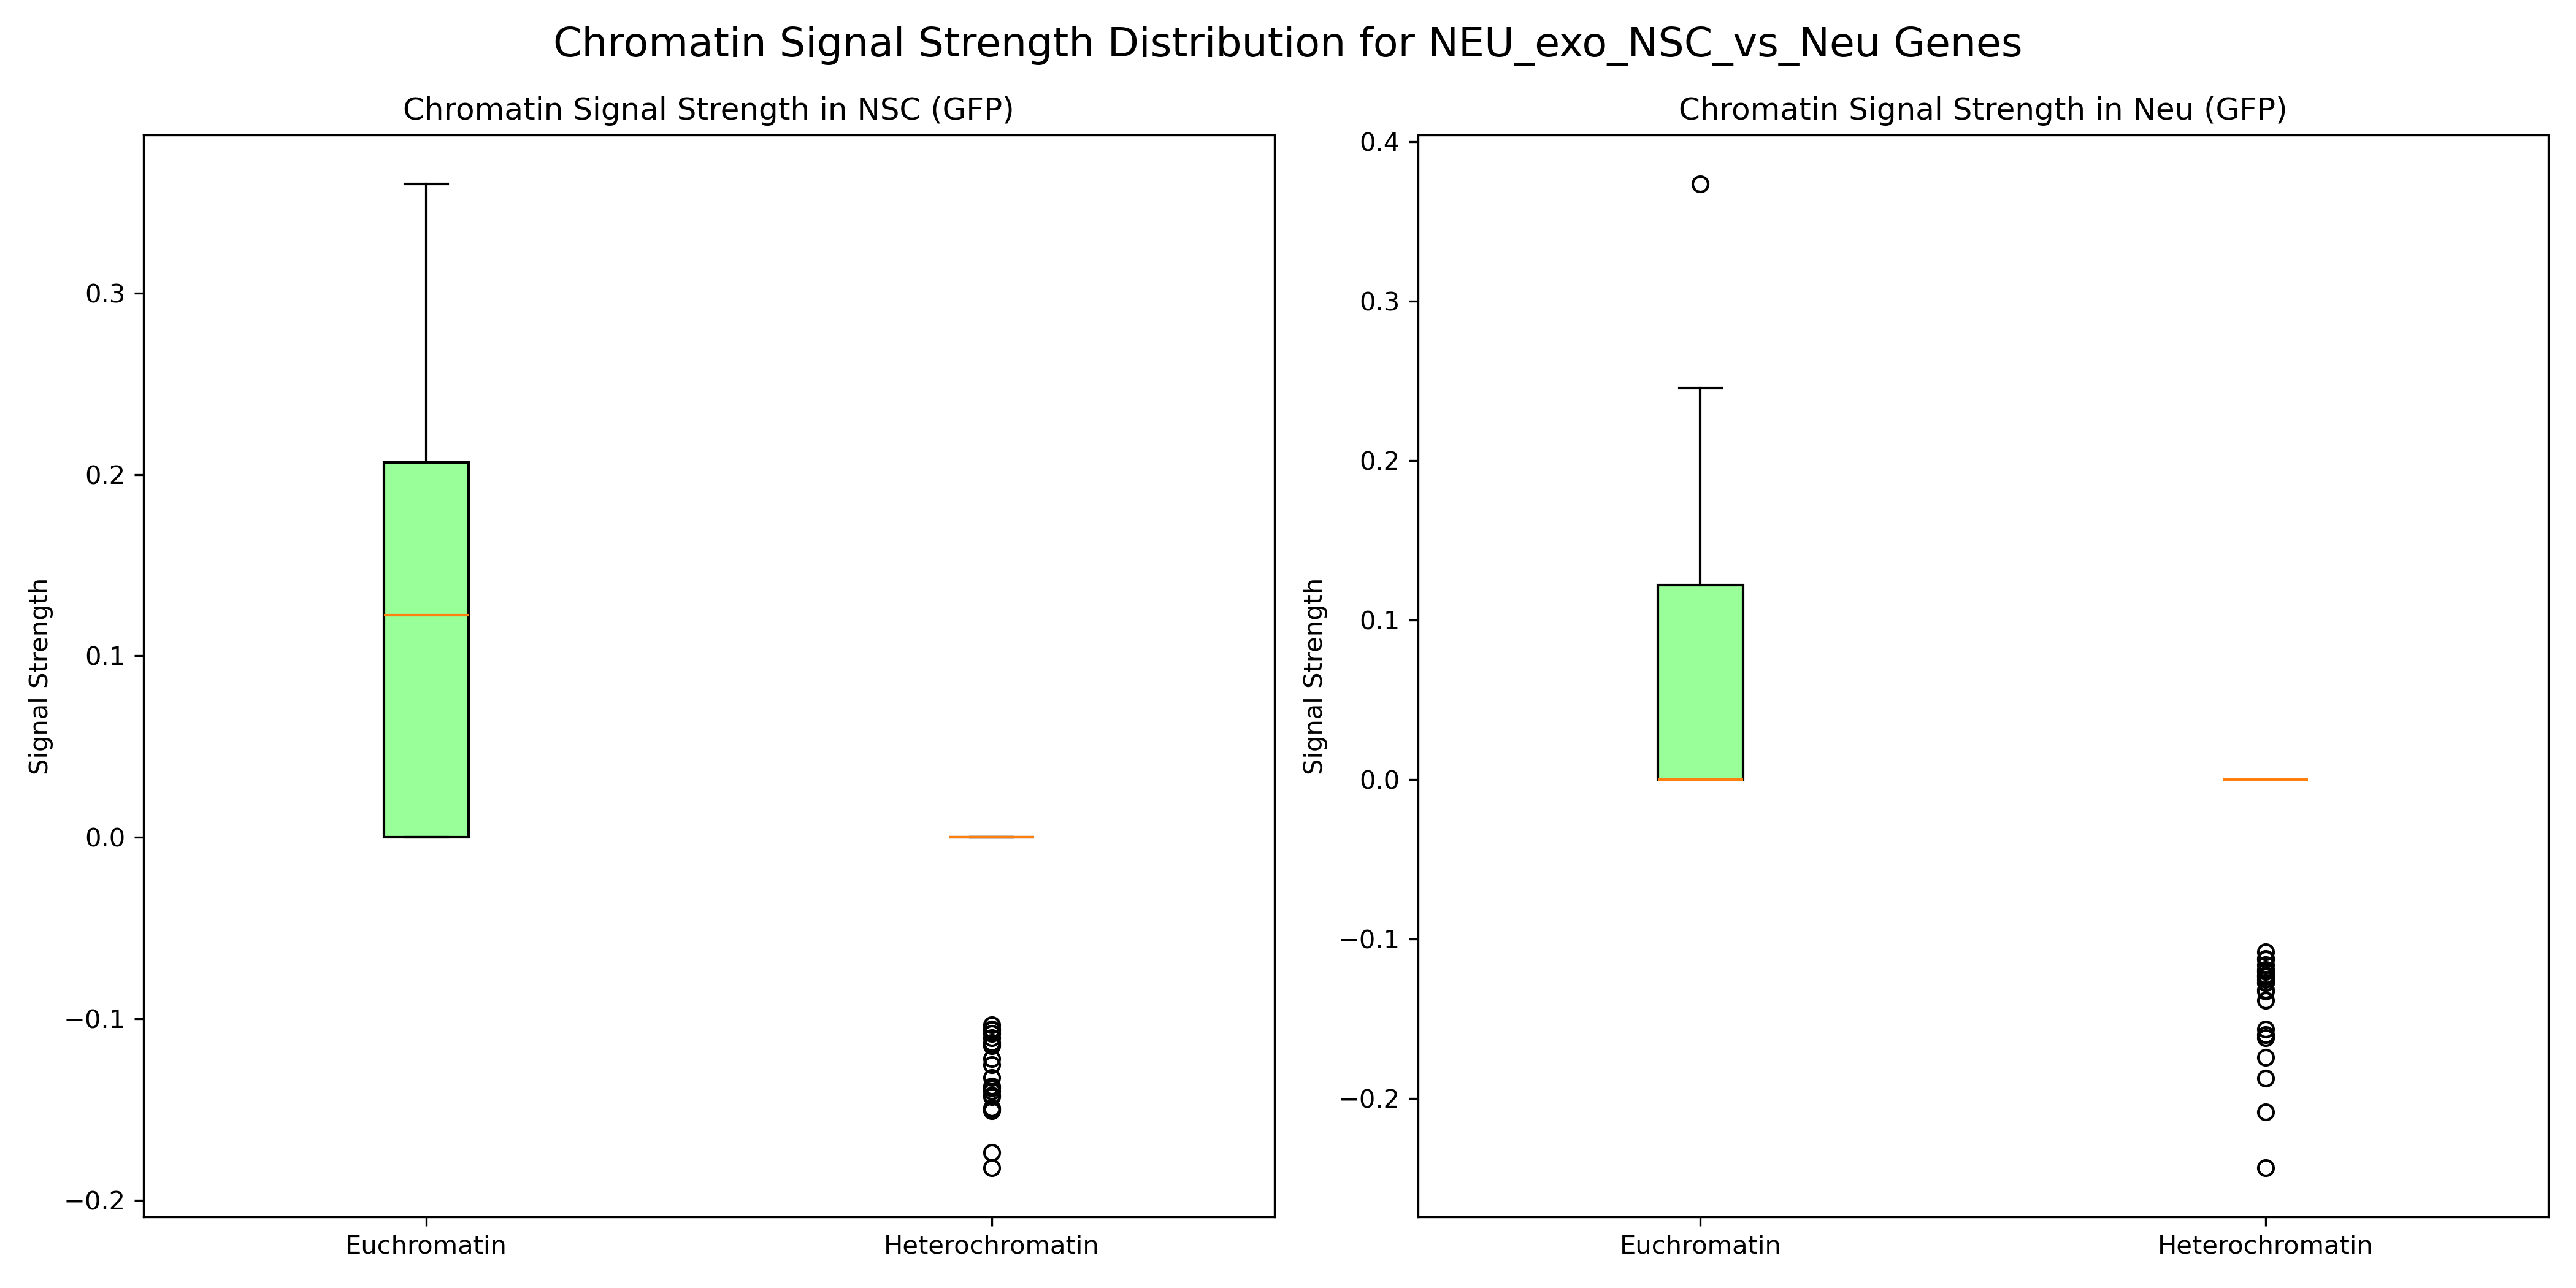 Chromatin Signal Strength Distribution for NEU_exo_NSC_vs_Neu Genes
Chromatin Signal Strength in NSC (GFP)
Signal Strength
0.3
0.2
0.1
0.0
−0.1
−0.2
Euchromatin
Heterochromatin
Chromatin Signal Strength in Neu (GFP)
Signal Strength
0.4
0.3
0.2
0.1
0.0
−0.1
−0.2
Euchromatin
Heterochromatin